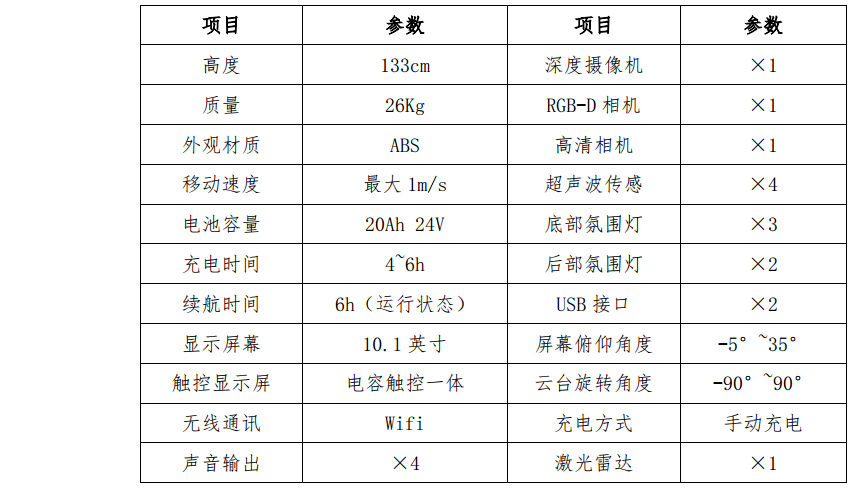 项目 参数 项目 参数
高度 133cm 深度摄像机 ×1
质量 26Kg RGB-D 相机 ×1
外观材质 ABS 高清相机 ×1
移动速度 最大 1m/s 超声波传感 ×4
电池容量 20Ah 24V 底部氛围灯 ×3
充电时间 4~6h 后部氛围灯 ×2
续航时间 6h（运行状态） USB 接口 ×2
显示屏幕 10.1 英寸 屏幕俯仰角度 -5°~35°
触控显示屏 电容触控一体 云台旋转角度 -90°~90°
无线通讯 Wifi 充电方式 手动充电
声音输出 ×4 激光雷达 ×1